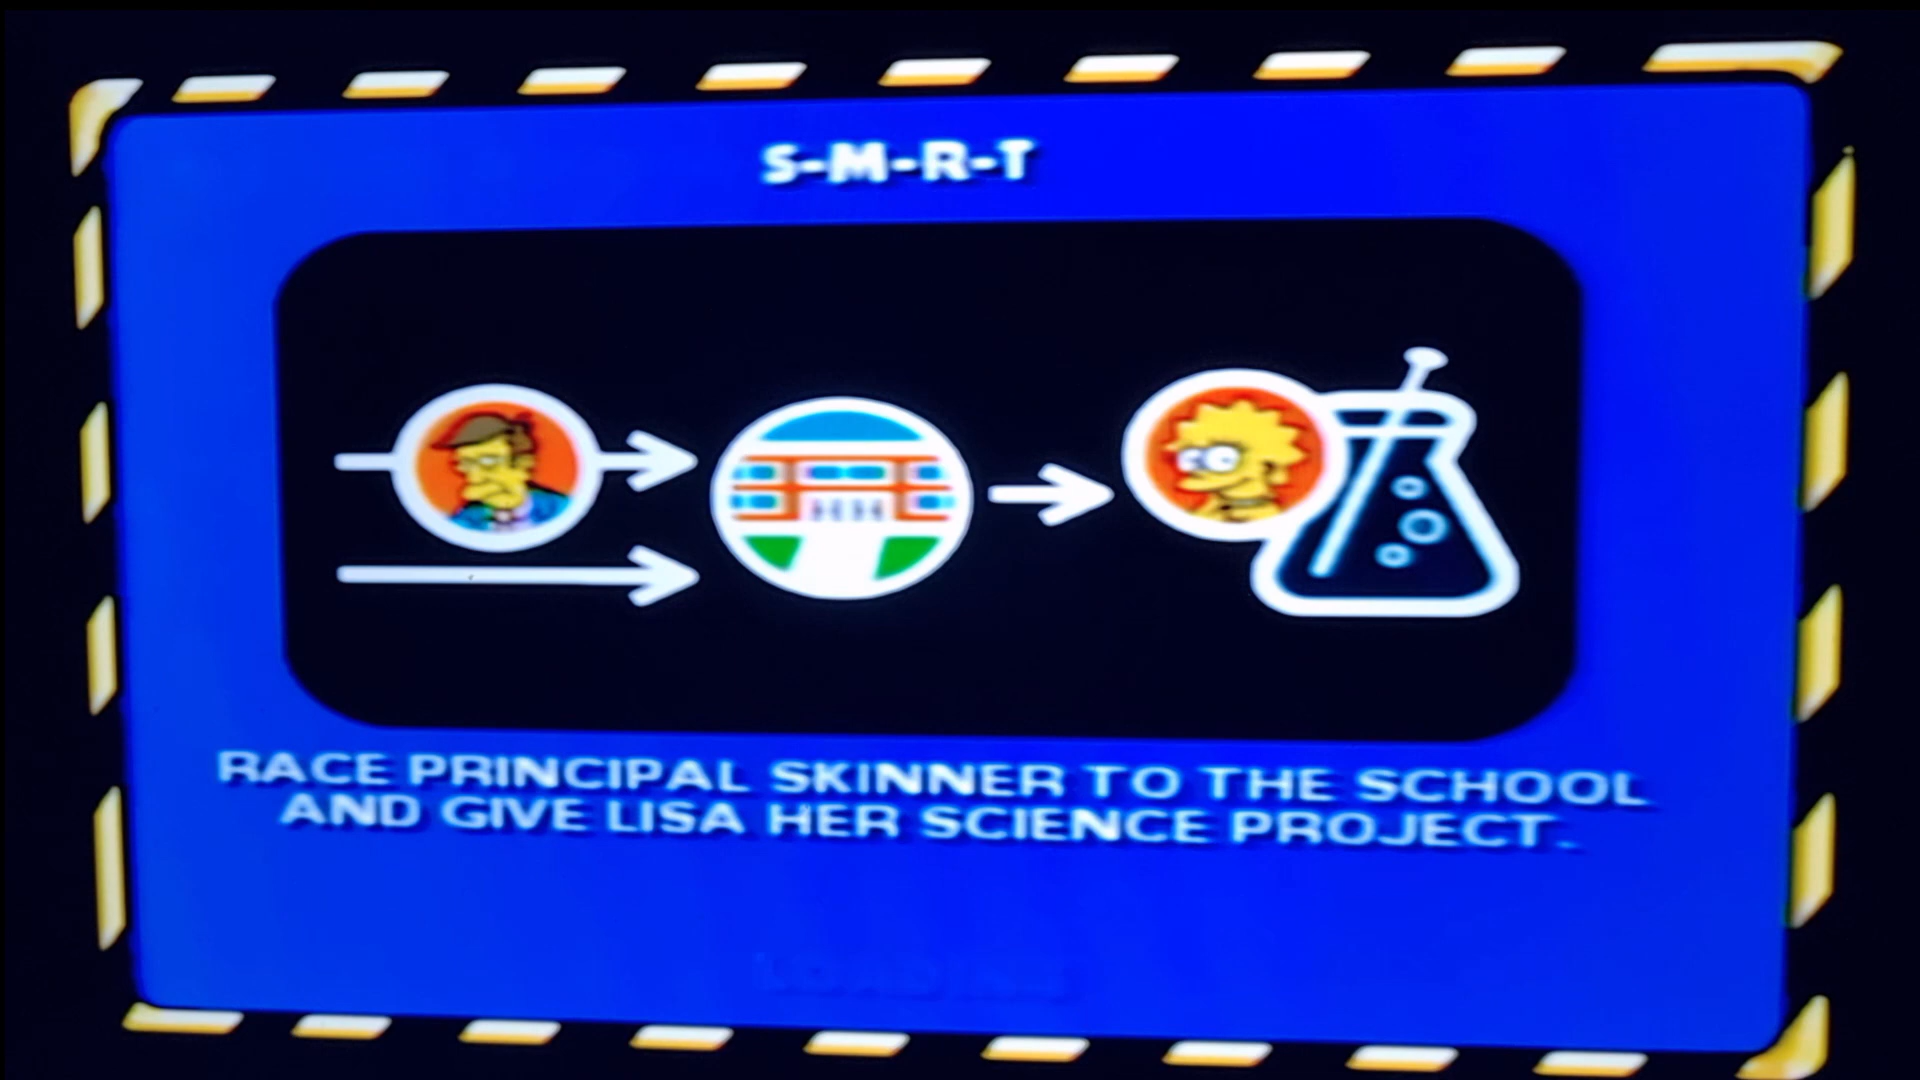 S-M-R-T
RACE PRINCIPAL SKINNER TO THE SCHOOL
AND GIVE LISA HER SCIENCE PROJECT.